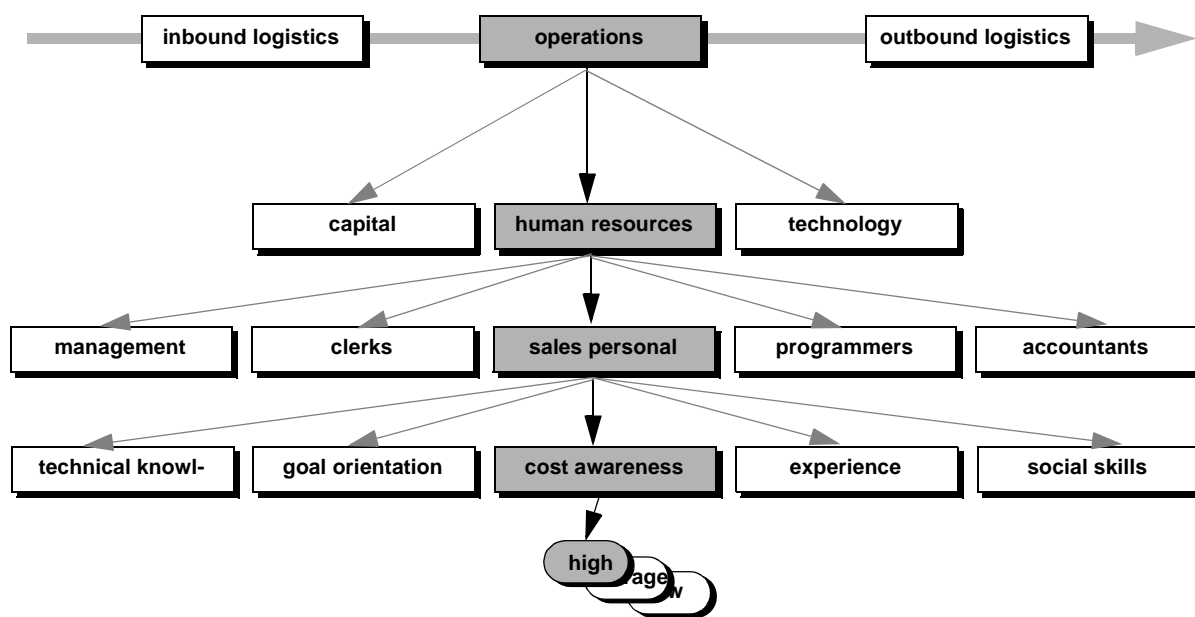 inbound logistics
operations
outbound logistics
capital
human resources
technology
management
clerks
sales personal
programmers
accountants
technical knowl-
goal orientation
cost awareness
experience
social skills
high